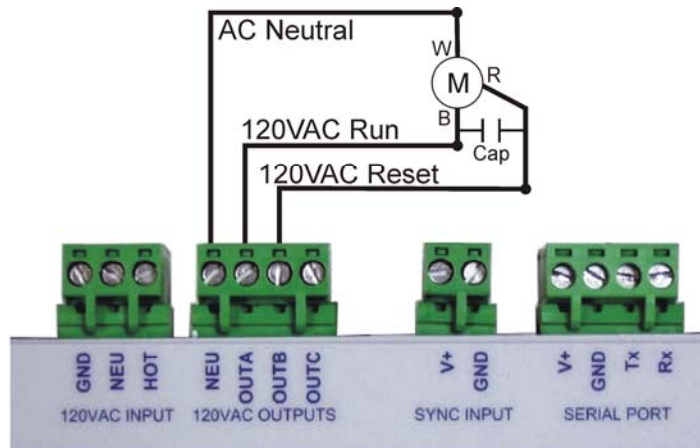 AC Neutral
W
M
R
B
120VAC Run
Cap
120VAC Reset
GND
NEU
HOT
NEU
OUTA
OUTB
OUTC
V+
GND
V+
GND
Tx
Rx
120VAC INPUT
120VAC OUTPUTS
SYNC INPUT
SERIAL PORT